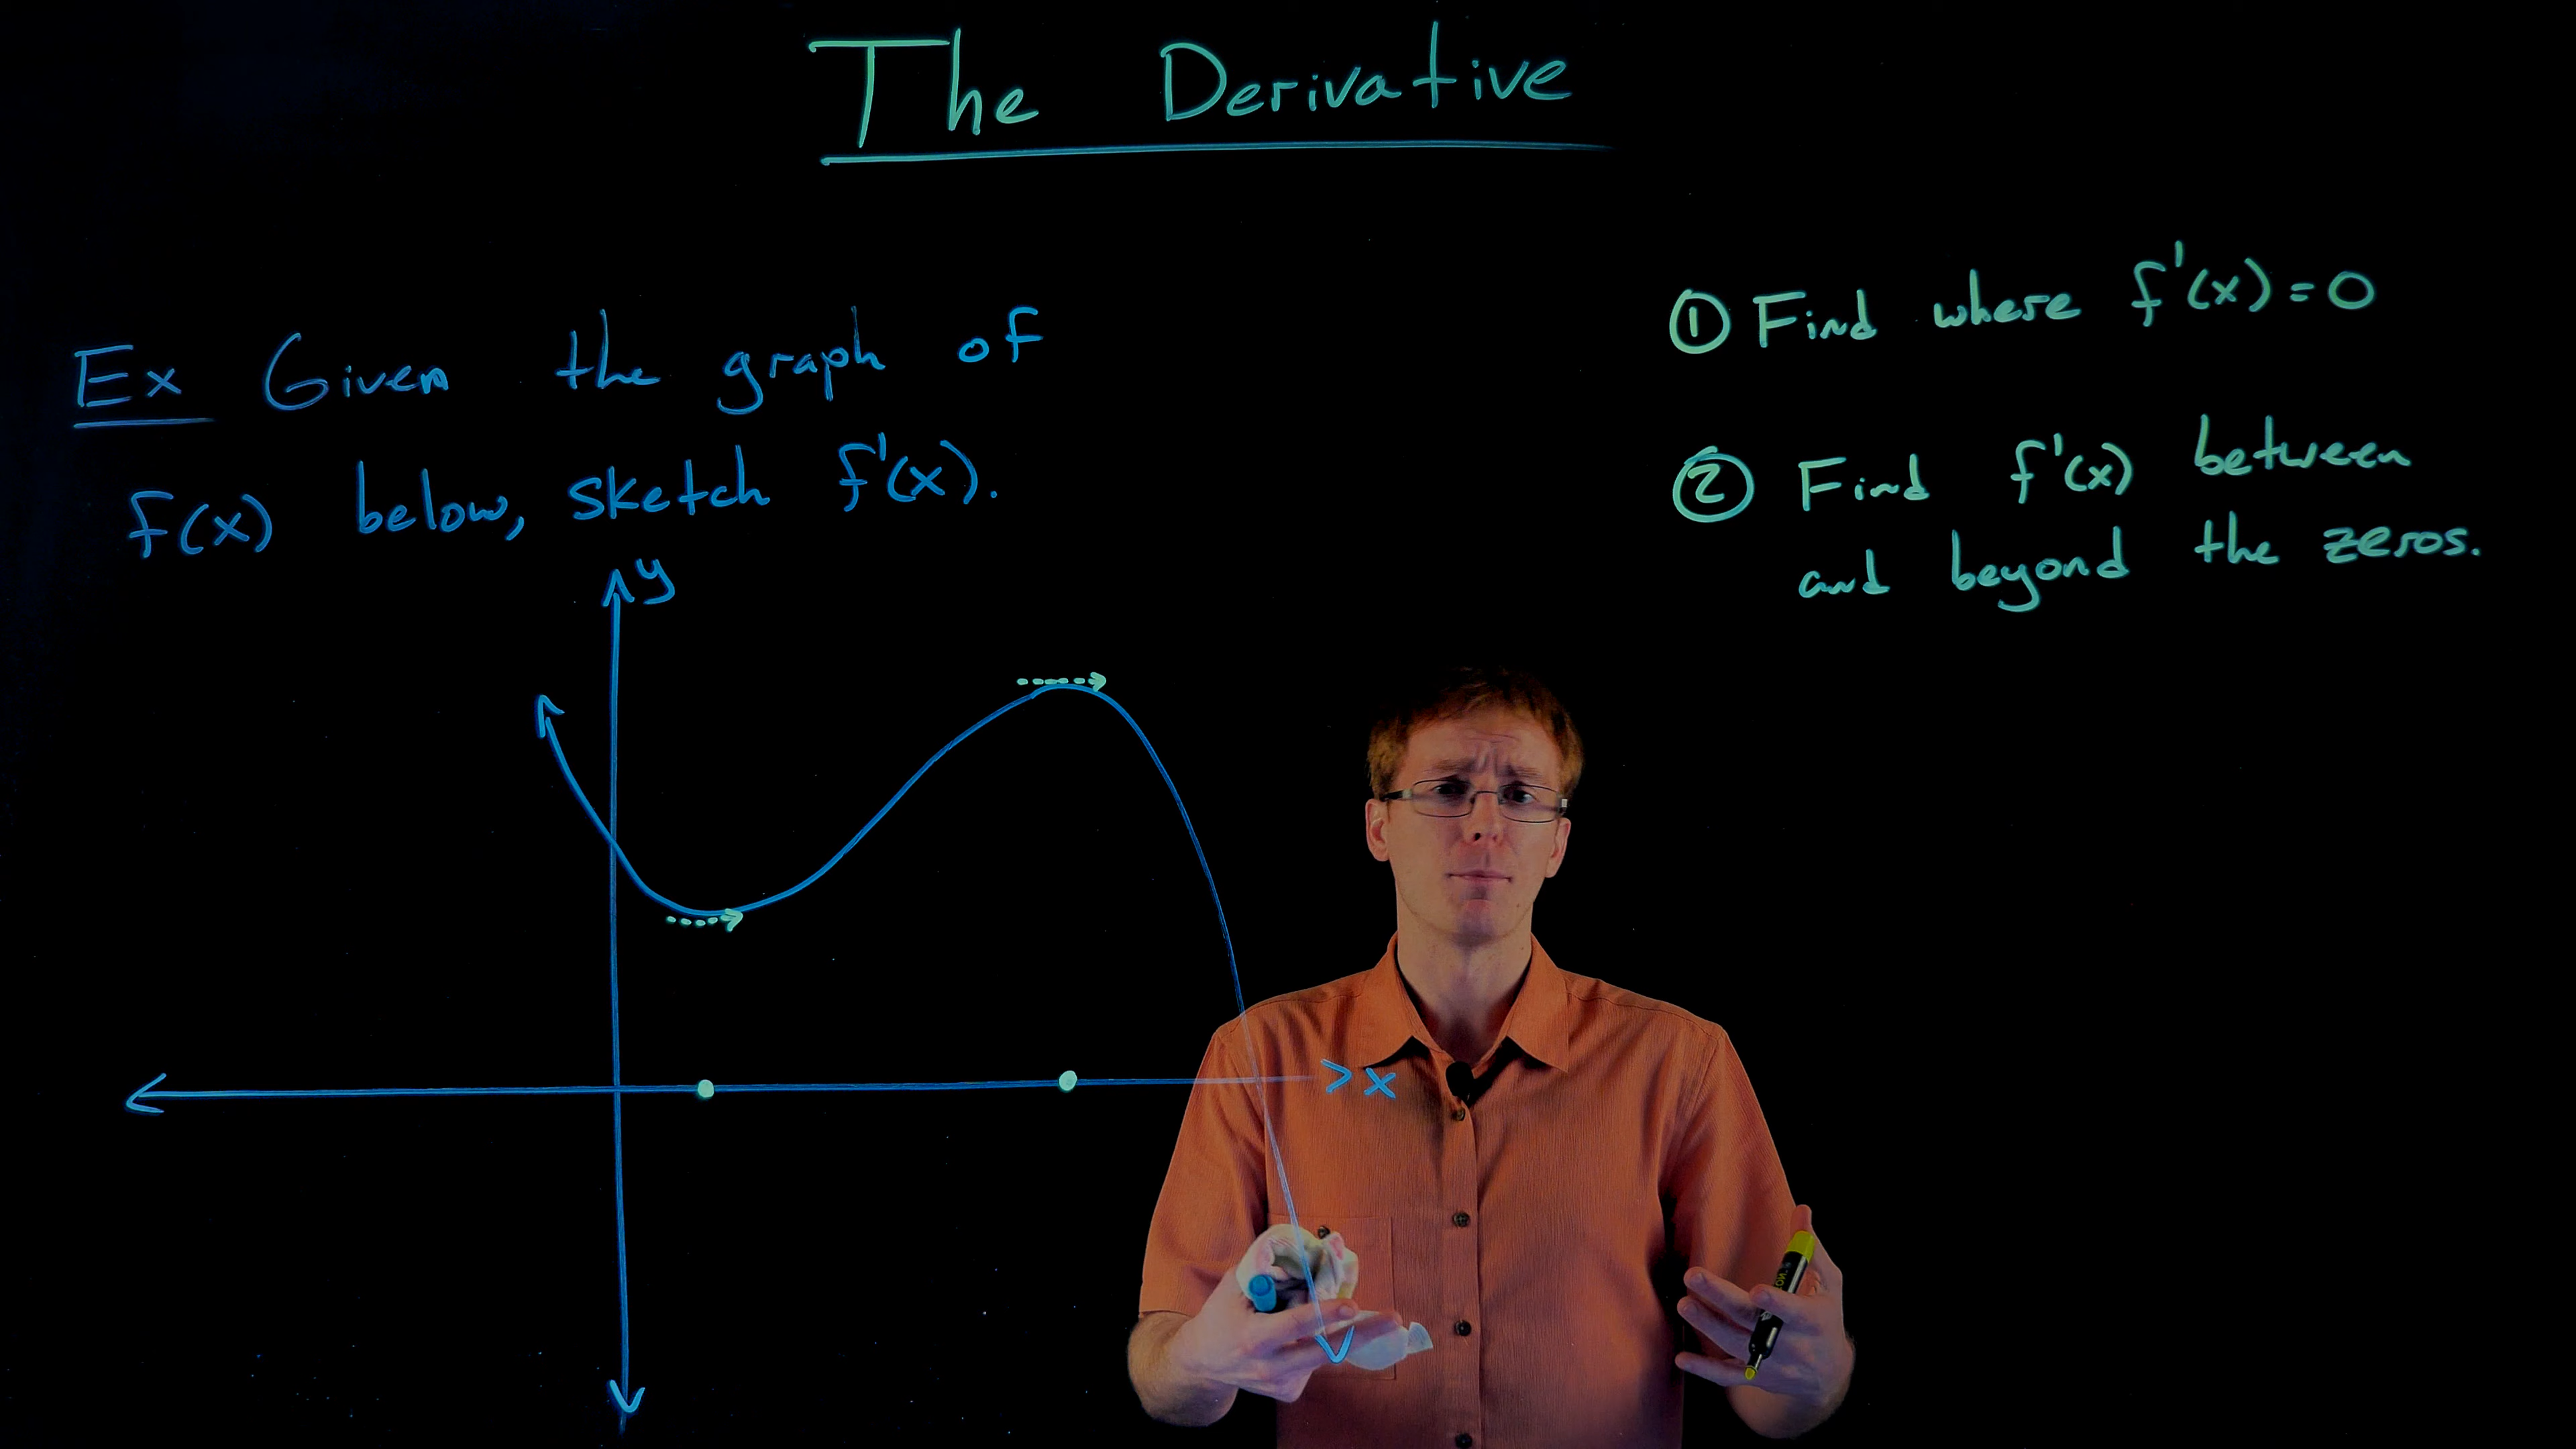 The Derivative
Ex Given the graph of
f(x) below, sketch f'(x).
① Find where f'(x)=0
② Find f'(x) between
and beyond the zeros.
y
x